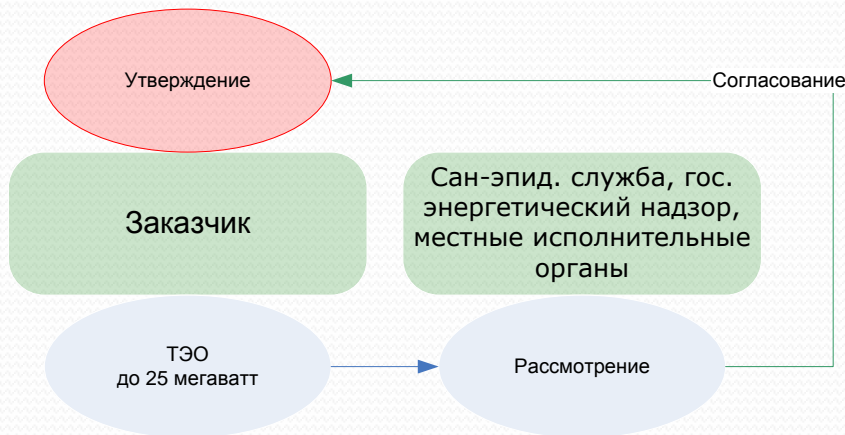 Утверждение
Согласование
Заказчик
Сан-эпид. служба, гос.
энергетический надзор,
местные исполнительные
органы
ТЭО
до 25 мегаватт
Рассмотрение